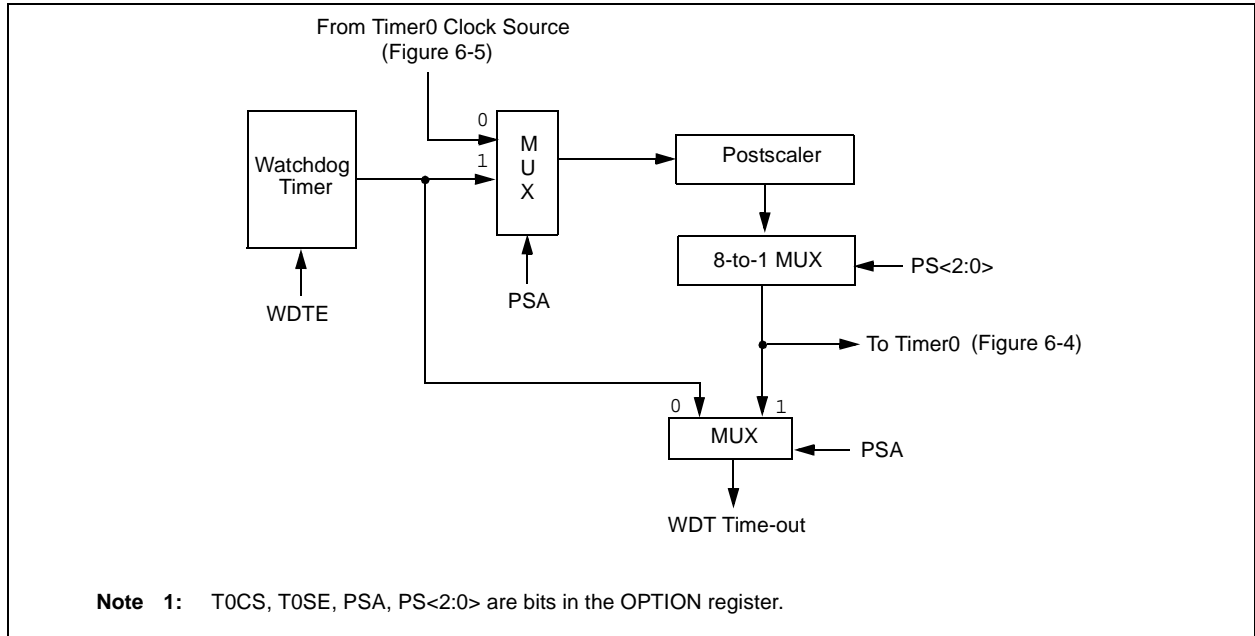 From Timer0 Clock Source
(Figure 6-5)
0
1
M
U
X
Watchdog
Timer
Postscaler
8-to-1 MUX
PS<2:0>
WDTE
PSA
To Timer0 (Figure 6-4)
0
1
MUX
PSA
WDT Time-out
Note 1: T0CS, T0SE, PSA, PS<2:0> are bits in the OPTION register.